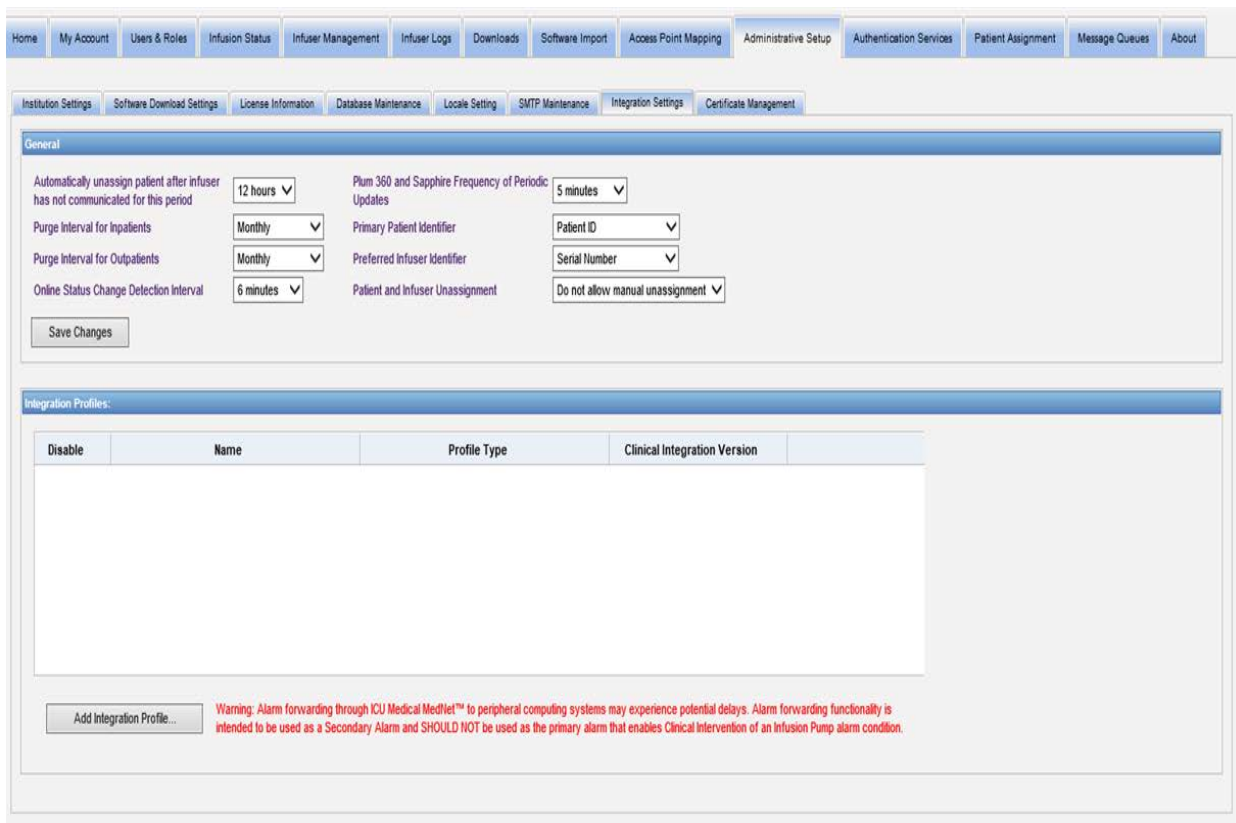 Home My Account Users & Roles Infusion Status Infuser Management Infuser Logs Downloads Software Import Access Point Mapping Administrative Setup Authentication Services Patient Assignment Message Queues About
Institution Settings Software Download Settings License Information Database Maintenance Locale Setting SMTP Maintenance Integration Settings Certificate Management
General
Automatically unassign patient after infuser
has not communicated for this period
12 hours
Plum 360 and Sapphire Frequency of Periodic
Updates
5 minutes
Purge Interval for Inpatients Monthly Primary Patient Identifier Patient ID
Purge Interval for Outpatients Monthly Preferred Infuser Identifier Serial Number
Online Status Change Detection Interval 6 minutes Patient and Infuser Unassignment Do not allow manual unassignment
Save Changes
Integration Profiles:
Disable Name Profile Type Clinical Integration Version
Add Integration Profile...
Warning: Alarm forwarding through ICU Medical MedNet™ to peripheral computing systems may experience potential delays. Alarm forwarding functionality is
intended to be used as a Secondary Alarm and SHOULD NOT be used as the primary alarm that enables Clinical Intervention of an Infusion Pump alarm condition.